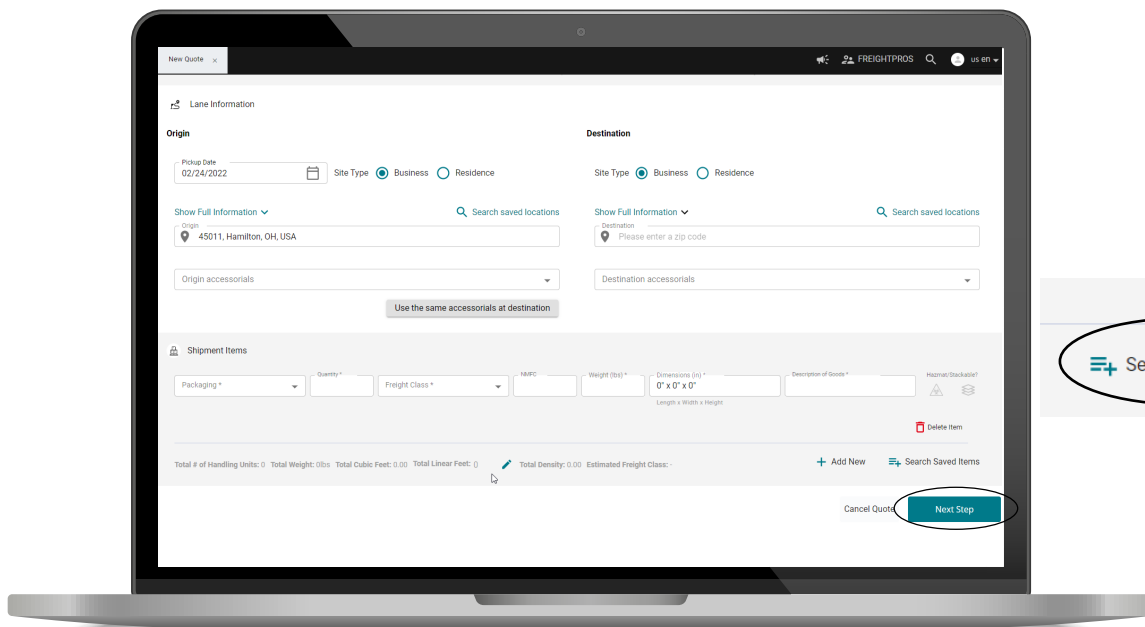 New Quote x
FREIGHTPROS us en
Lane Information
Origin Destination
Pickup Date
02/24/2022
Site Type Business Residence
Site Type Business Residence
Show Full Information Search saved locations
Show Full Information Search saved locations
Origin
45011, Hamilton, OH, USA
Destination
Please enter a zip code
Origin accessorials
Destination accessorials
Use the same accessorials at destination
Shipment Items
Packaging *
Quantity *
Freight Class *
NMFC
Weight (lbs) *
Dimensions (in) *
0" x 0" x 0"
Length x Width x Height
Description of Goods *
Hazmat/Stackable?
Delete Item
Total # of Handling Units: 0 Total Weight: 0lbs Total Cubic Feet: 0.00 Total Linear Feet: 0 Total Density: 0.00 Estimated Freight Class: -
+ Add New Search Saved Items
Cancel Quote Next Step
Se